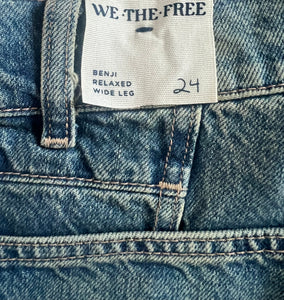 WE•THE•FREE
BENJI
RELAXED
WIDE LEG
24